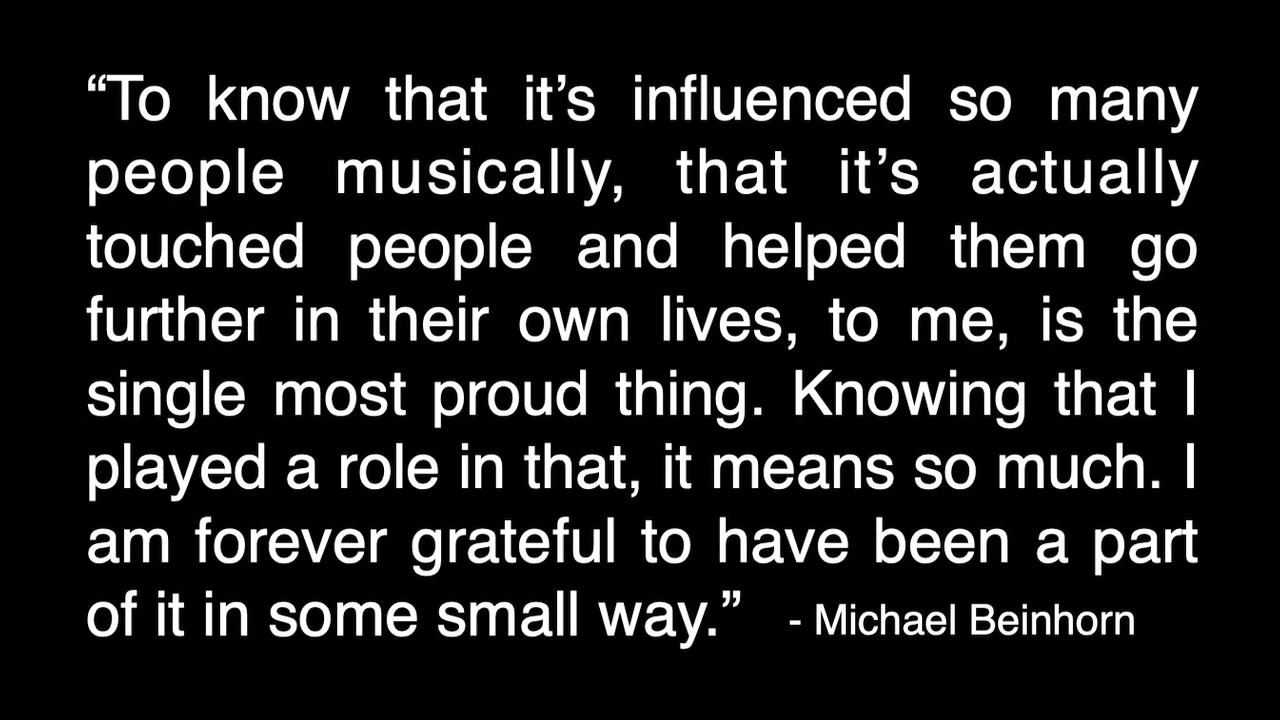 “To know that it’s influenced so many
people musically, that it’s actually
touched people and helped them go
further in their own lives, to me, is the
single most proud thing. Knowing that I
played a role in that, it means so much. I
am forever grateful to have been a part
of it in some small way.” - Michael Beinhorn